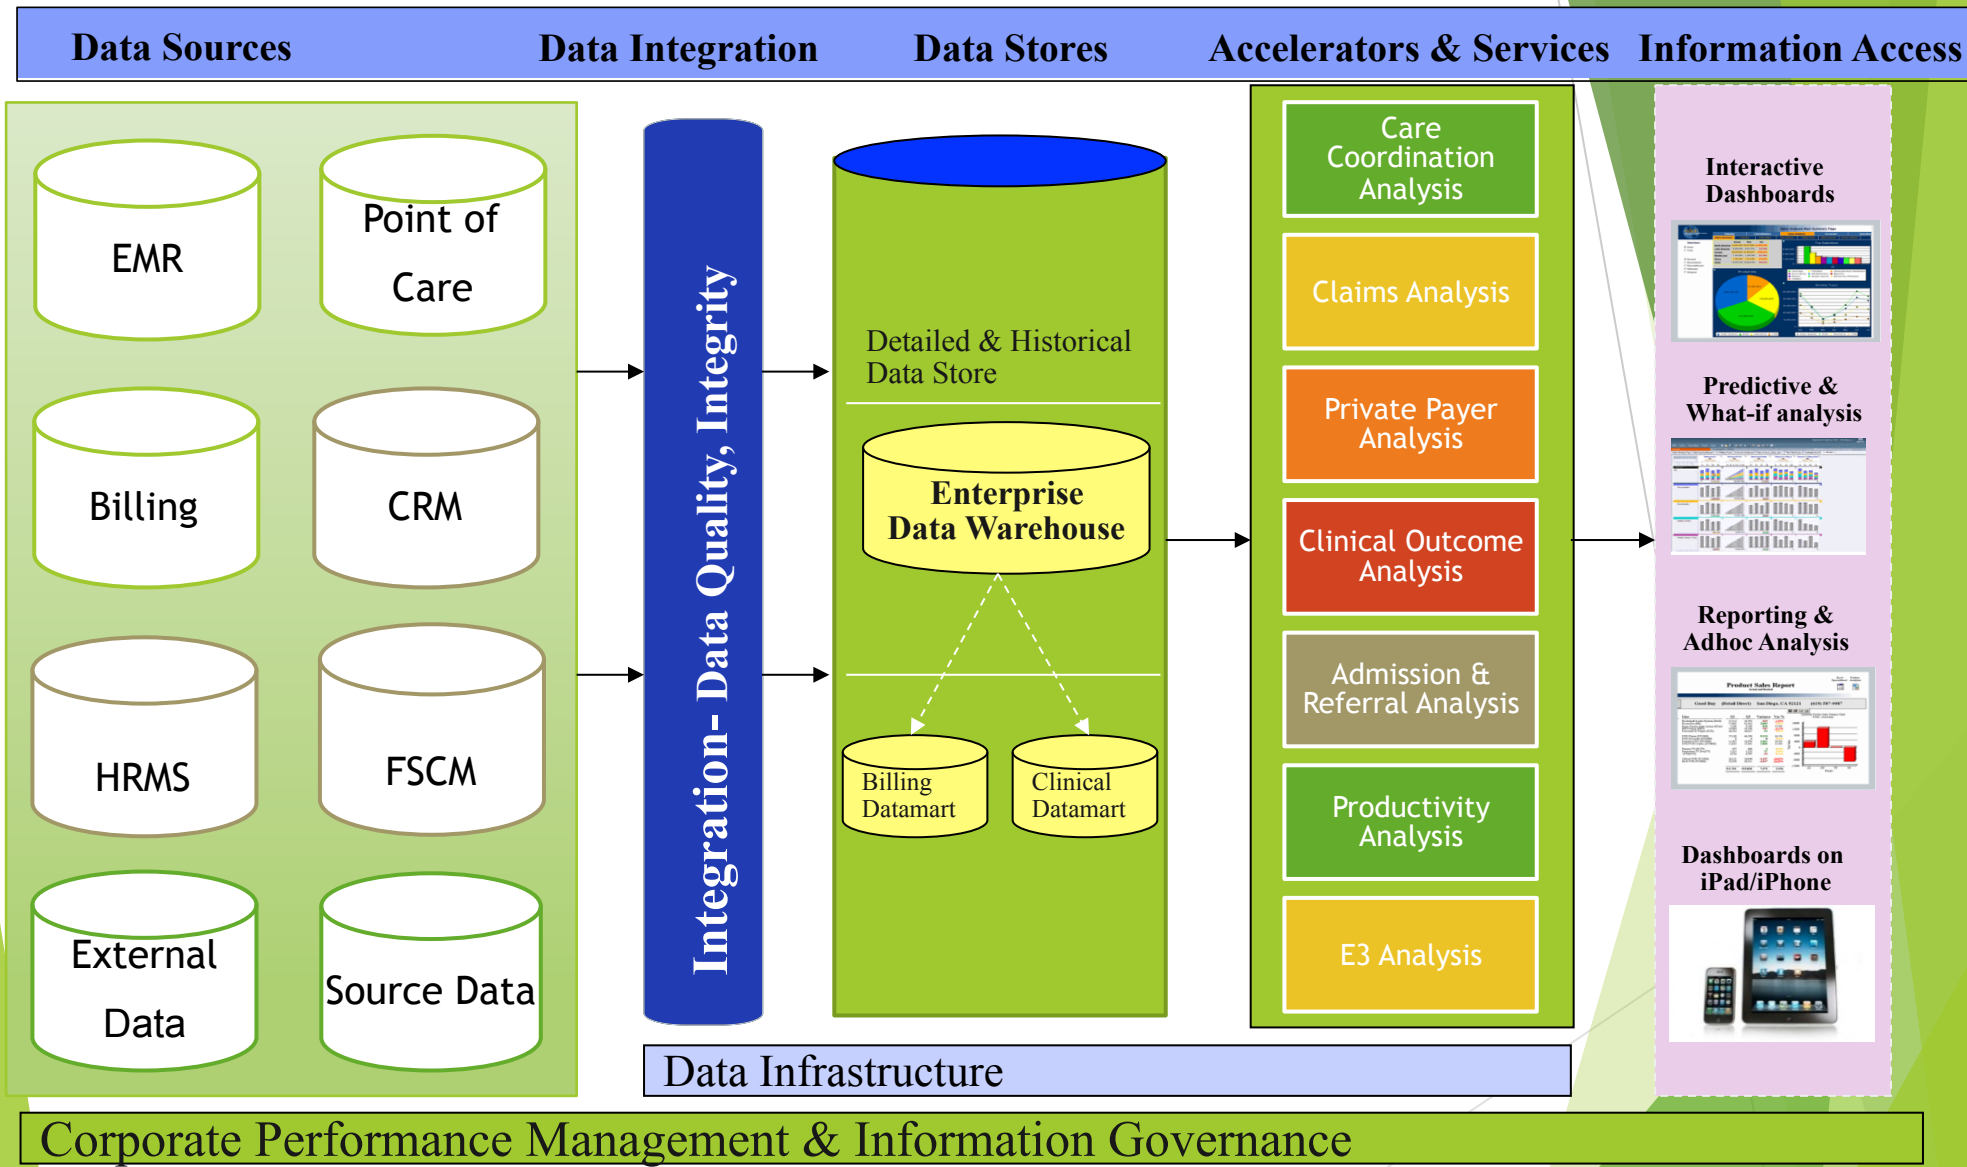 Data Sources
Data Integration
Data Stores
Accelerators & Services
Information Access
EMR
Point of
Care
Billing
CRM
HRMS
FSCM
External
Data
Source Data
Integration- Data Quality, Integrity
Detailed & Historical
Data Store
Enterprise
Data Warehouse
Billing
Datamart
Clinical
Datamart
Care
Coordination
Analysis
Claims Analysis
Private Payer
Analysis
Clinical Outcome
Analysis
Admission &
Referral Analysis
Productivity
Analysis
E3 Analysis
Interactive
Dashboards
Predictive &
What-if analysis
Reporting &
Adhoc Analysis
Product Sales Report
Dashboards on
iPad/iPhone
Data Infrastructure
Corporate Performance Management & Information Governance